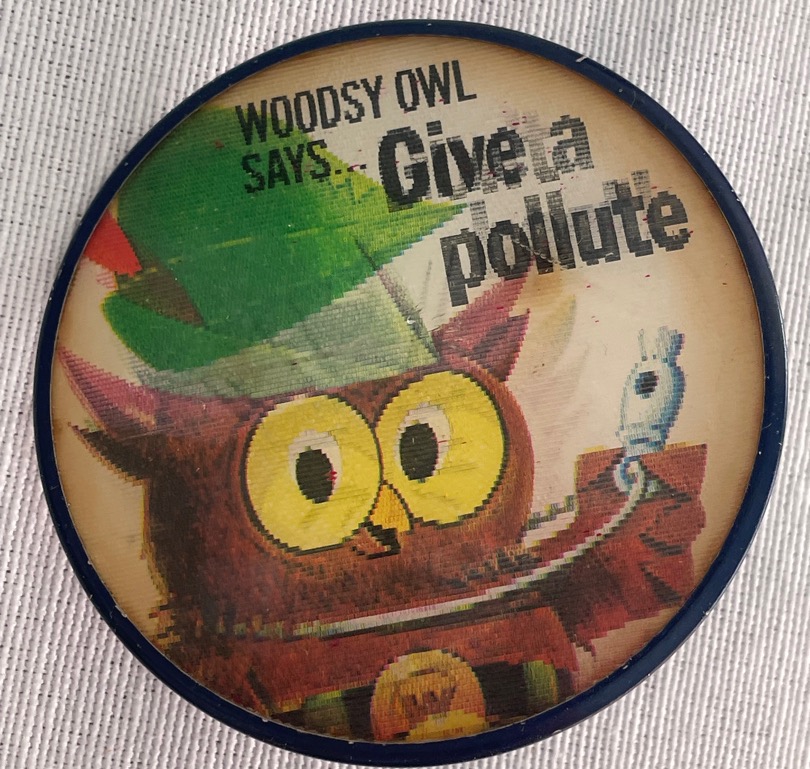 WOODSY OWL
SAYS... Give a
pollute
W